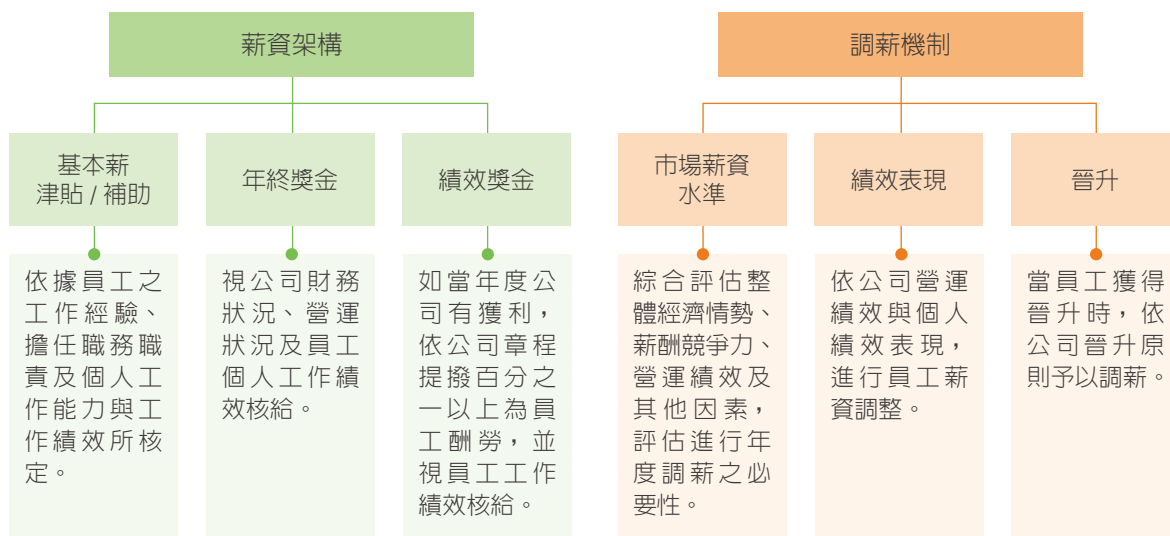 薪資架構
基本薪
津貼 / 補助
依據員工之
工作經驗、
擔任職務職
責及個人工
作能力與工
作績效所核
定。
年終獎金
視公司財務
狀況、營運
狀況及員工
個人工作績
效核給。
績效獎金
如當年度公
司有獲利，
依公司章程
提撥百分之
一以上為員
工酬勞，並
視員工工作
績效核給。
調薪機制
市場薪資
水準
綜合評估整
體經濟情勢、
薪酬競爭力、
營運績效及
其他因素，
評估進行年
度調薪之必
要性。
績效表現
依公司營運
績效與個人
績效表現，
進行員工薪
資調整。
晉升
當員工獲得
晉升時，依
公司晉升原
則予以調薪。